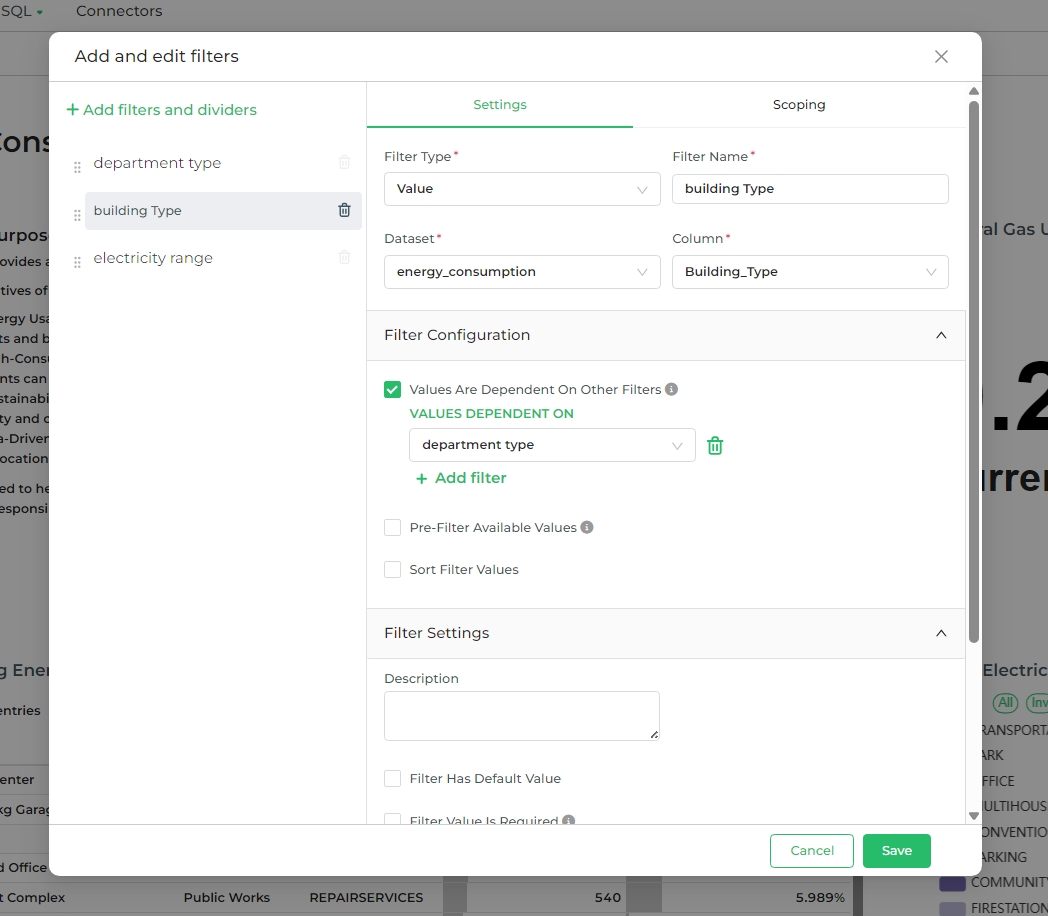 SQL
Connectors
Add and edit filters
+ Add filters and dividers
department type
building Type
electricity range
Settings
Scoping
Filter Type*
Filter Name*
Value
building Type
Dataset*
Column*
energy_consumption
Building_Type
Filter Configuration
Values Are Dependent On Other Filters
VALUES DEPENDENT ON
department type
+ Add filter
Pre-Filter Available Values
Sort Filter Values
Filter Settings
Description
Filter Has Default Value
Filter Value Is Required
Cancel
Save
Cons
urpos
ovides a
tives of
ergy Usa
ts and b
h-Consu
nts can
stainabi
ty and c
a-Driven
ocation
ed to he
esponsi
g Ener
entries
enter
kg Garag
d Office
t Complex
Public Works
REPAIRSERVICES
540
5.989%
al Gas U
.2
urren
Electric
All
Inv
RANSPORTA
ARK
FFICE
ULTIHOUS
ONVENTIO
ARKING
COMMUNITY
FIRESTATION